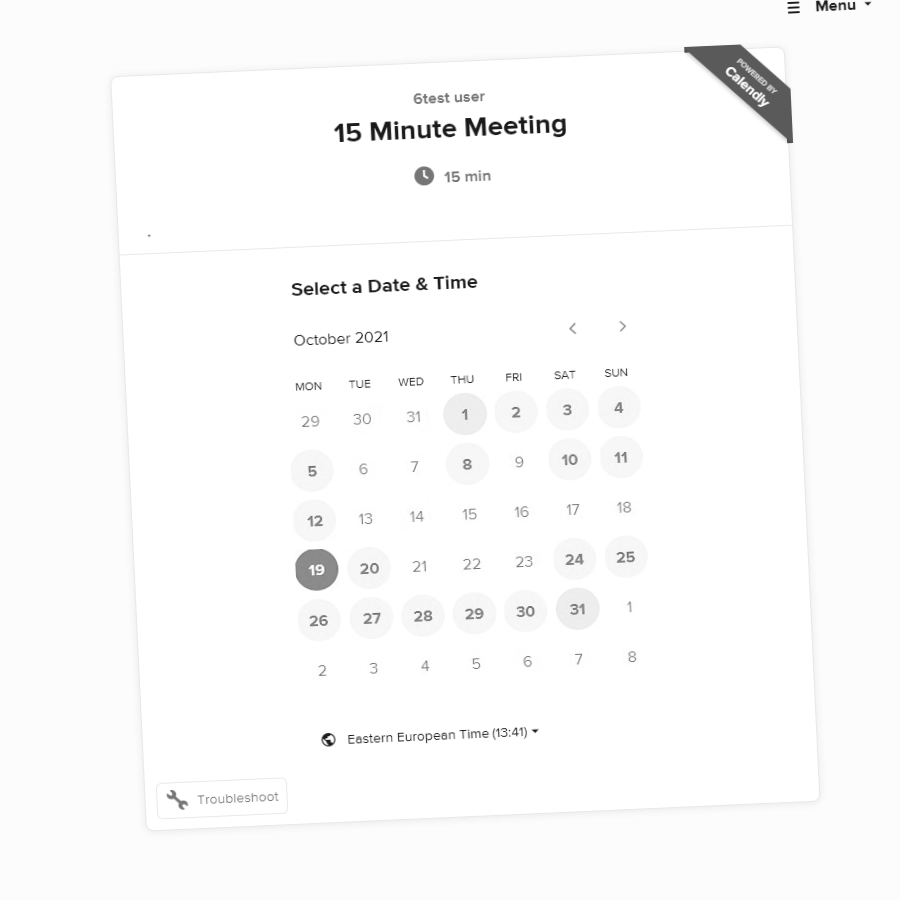 Menu
POWERED BY
Calendly
6test user
15 Minute Meeting
15 min
Select a Date & Time
October 2021
MON TUE WED THU FRI SAT SUN
29 30 31 1 2 3 4
5 6 7 8 9 10 11
12 13 14 15 16 17 18
19 20 21 22 23 24 25
26 27 28 29 30 31 1
2 3 4 5 6 7 8
Eastern European Time (13:41)
Troubleshoot